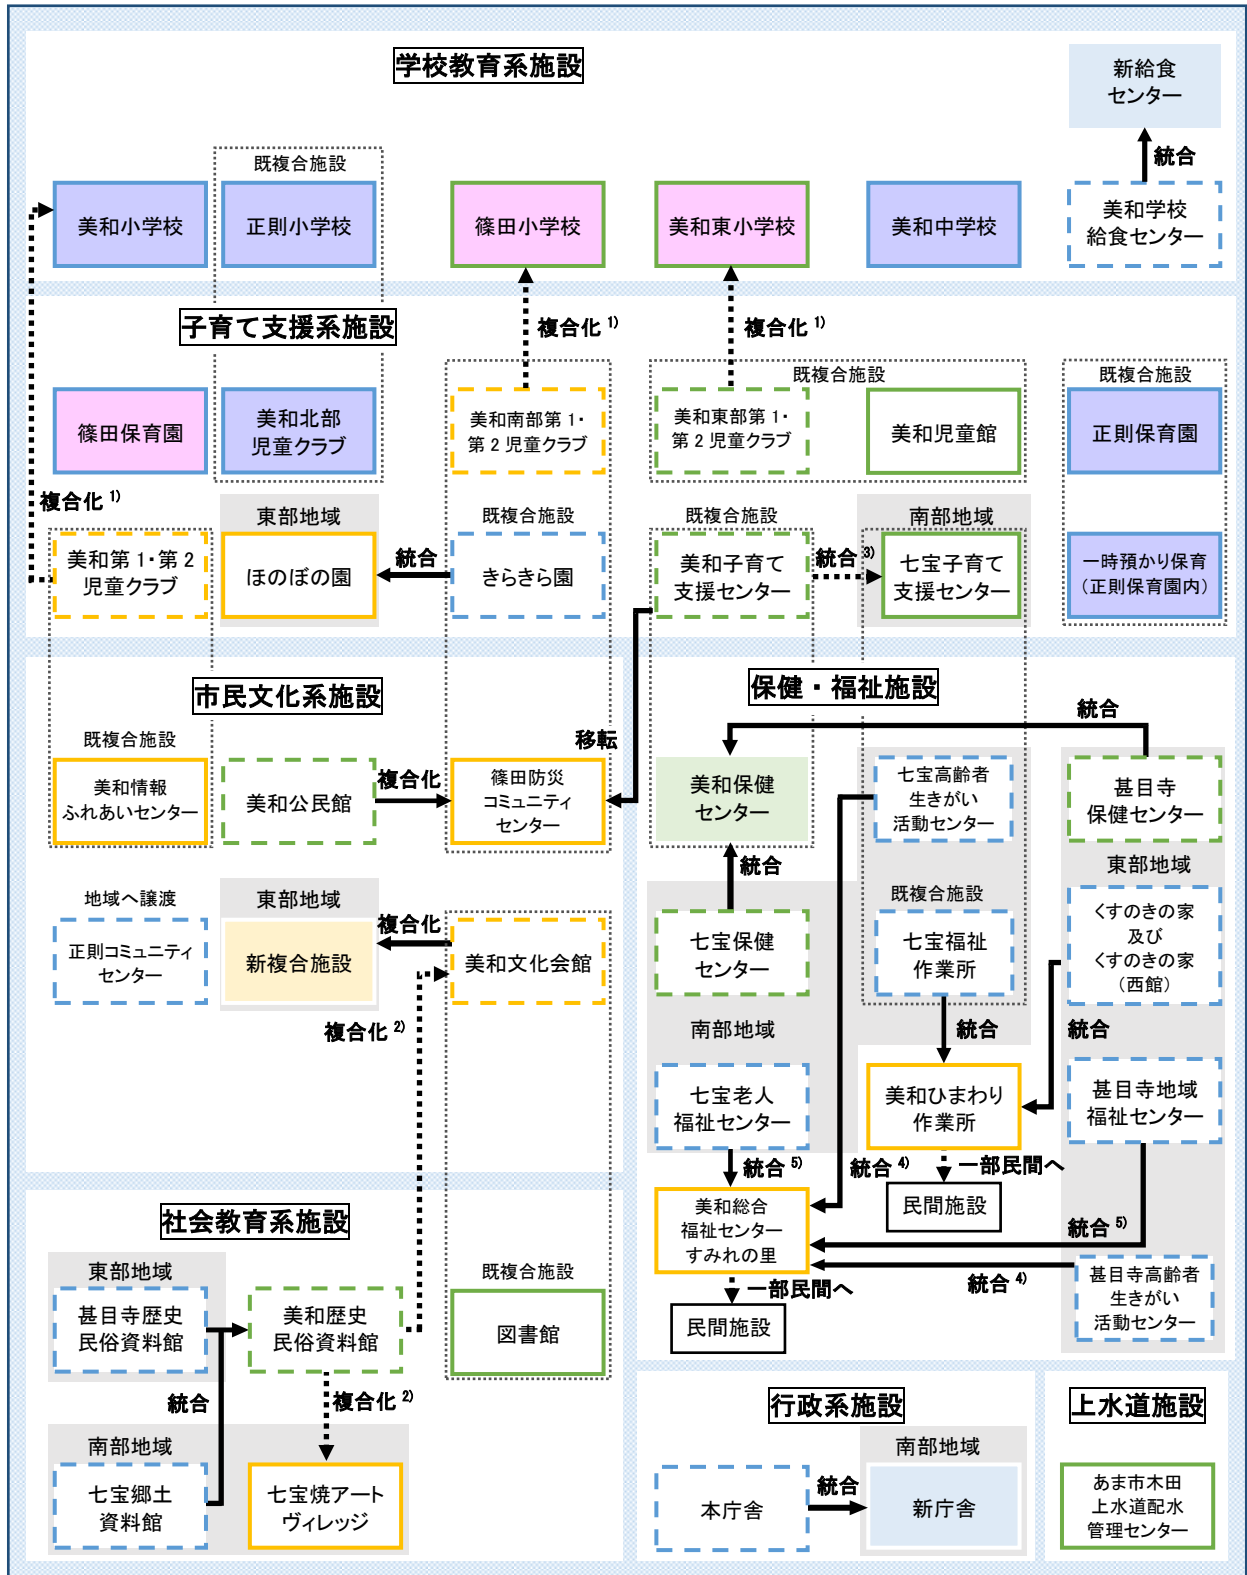 学校教育系施設
新給食
センター
統合
既複合施設
美和小学校
正則小学校
篠田小学校
美和東小学校
美和中学校
美和学校
給食センター
子育て支援系施設
複合化 1)
複合化 1)
既複合施設
既複合施設
篠田保育園
美和北部
児童クラブ
美和南部第1・
第2児童クラブ
美和東部第1・
第2児童クラブ
美和児童館
正則保育園
複合化 1)
東部地域
既複合施設
既複合施設
南部地域
美和第1・第2
児童クラブ
ほのぼの園
統合
きらきら園
美和子育て
支援センター
統合 3)
七宝子育て
支援センター
一時預かり保育
（正則保育園内）
市民文化系施設
保健・福祉施設
既複合施設
移転
統合
美和情報
ふれあいセンター
美和公民館
複合化
篠田防災
コミュニティ
センター
美和保健
センター
七宝高齢者
生きがい
活動センター
甚目寺
保健センター
統合
東部地域
地域へ譲渡
東部地域
既複合施設
正則コミュニティ
センター
新複合施設
複合化
美和文化会館
七宝保健
センター
七宝福祉
作業所
くすのきの家
及び
くすのきの家
（西館）
複合化 2)
南部地域
統合
統合
七宝老人
福祉センター
美和ひまわり
作業所
甚目寺地域
福祉センター
統合 5)
統合 4)
一部民間へ
社会教育系施設
美和総合
福祉センター
すみれの里
民間施設
統合 5)
東部地域
既複合施設
一部民間へ
統合 4)
甚目寺歴史
民俗資料館
美和歴史
民俗資料館
図書館
民間施設
甚目寺高齢者
生きがい
活動センター
統合
複合化 2)
行政系施設
上水道施設
南部地域
南部地域
七宝郷土
資料館
七宝焼アート
ヴィレッジ
本庁舎
統合
新庁舎
あま市木田
上水道配水
管理センター